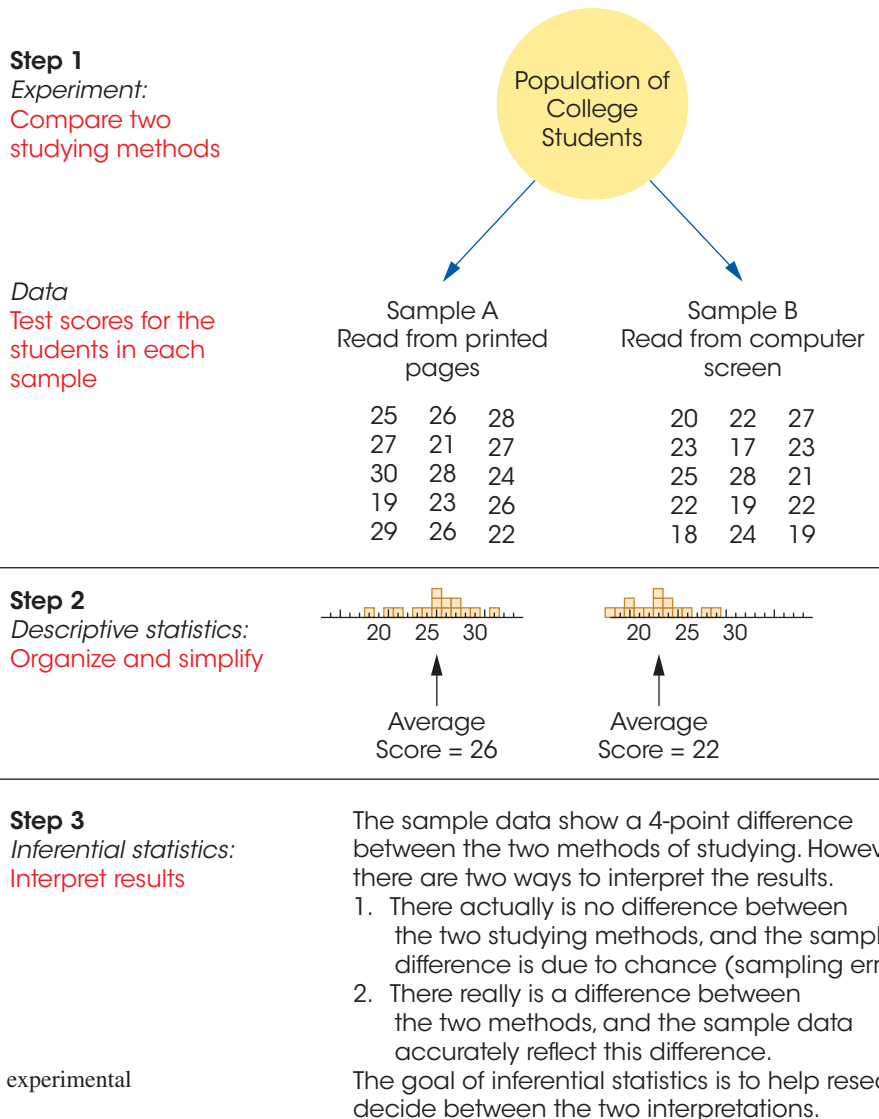 Step 1
Experiment:
Compare two
studying methods
Population of
College
Students
Data
Test scores for the
students in each
sample
Sample A
Read from printed
pages
Sample B
Read from computer
screen
25 26 28
27 21 27
30 28 24
19 23 26
29 26 22
20 22 27
23 17 23
25 28 21
22 19 22
18 24 19
Step 2
Descriptive statistics:
Organize and simplify
20 25 30
20 25 30
Average
Score = 26
Average
Score = 22
Step 3
Inferential statistics:
Interpret results
The sample data show a 4-point difference
between the two methods of studying. Howev
there are two ways to interpret the results.
1. There actually is no difference between
the two studying methods, and the sampl
difference is due to chance (sampling err
2. There really is a difference between
the two methods, and the sample data
accurately reflect this difference.
experimental
The goal of inferential statistics is to help resea
decide between the two interpretations.